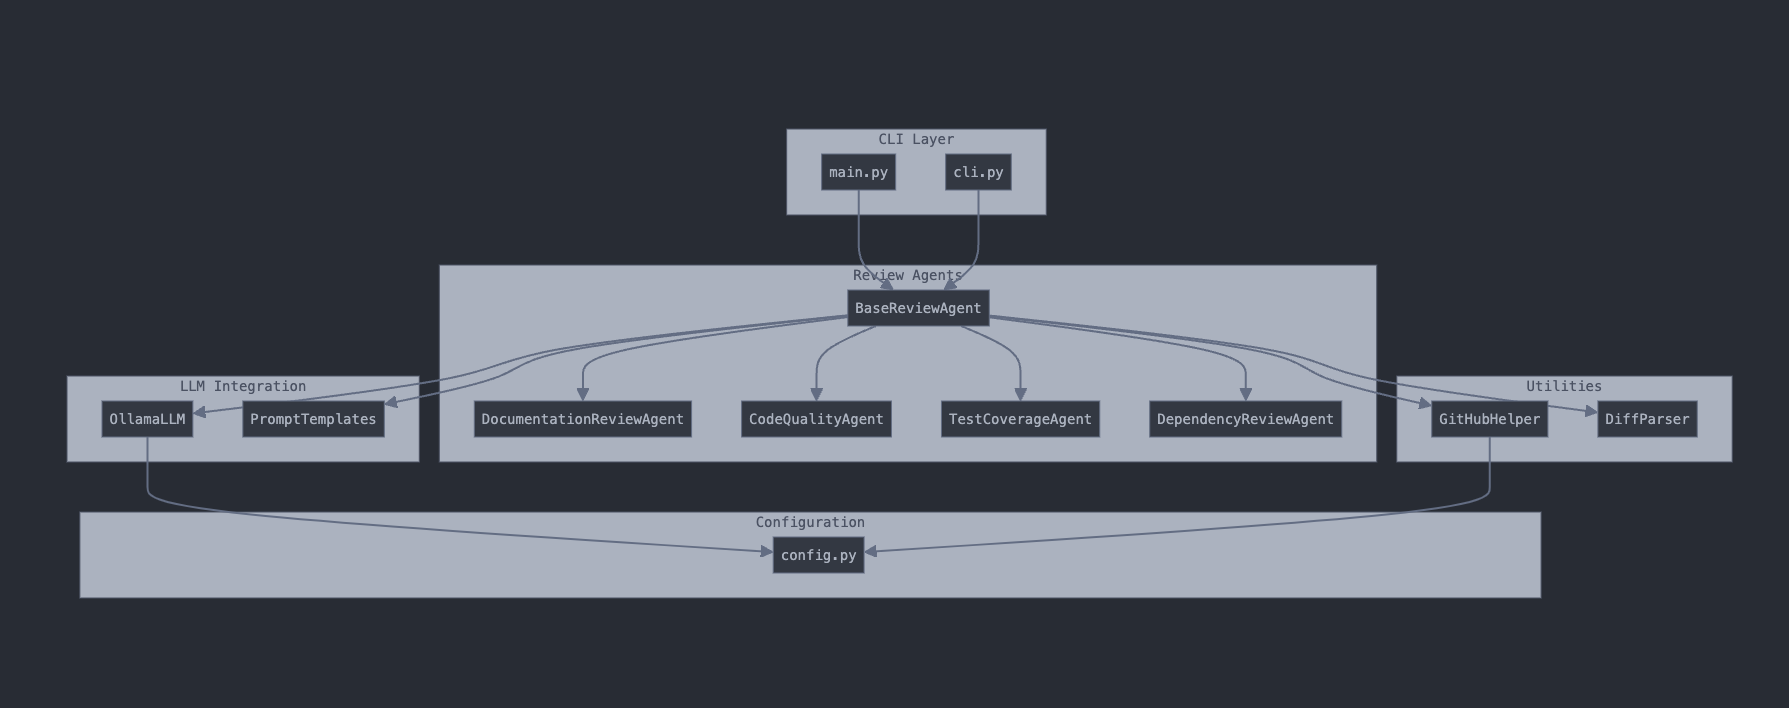 CLI Layer
main.py
cli.py
Review Agents
BaseReviewAgent
LLM Integration
OllamaLLM
PromptTemplates
DocumentationReviewAgent
CodeQualityAgent
TestCoverageAgent
DependencyReviewAgent
Utilities
GitHubHelper
DiffParser
Configuration
config.py